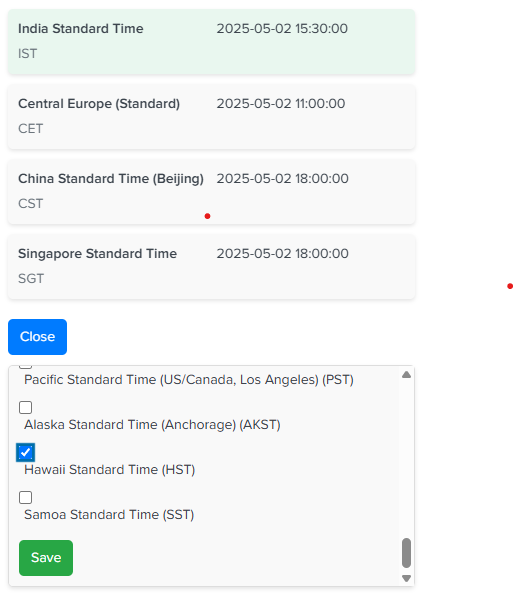 India Standard Time 2025-05-02 15:30:00
IST
Central Europe (Standard) 2025-05-02 11:00:00
CET
China Standard Time (Beijing) 2025-05-02 18:00:00
CST
Singapore Standard Time 2025-05-02 18:00:00
SGT
Close
Pacific Standard Time (US/Canada, Los Angeles) (PST)
Alaska Standard Time (Anchorage) (AKST)
Hawaii Standard Time (HST)
Samoa Standard Time (SST)
Save